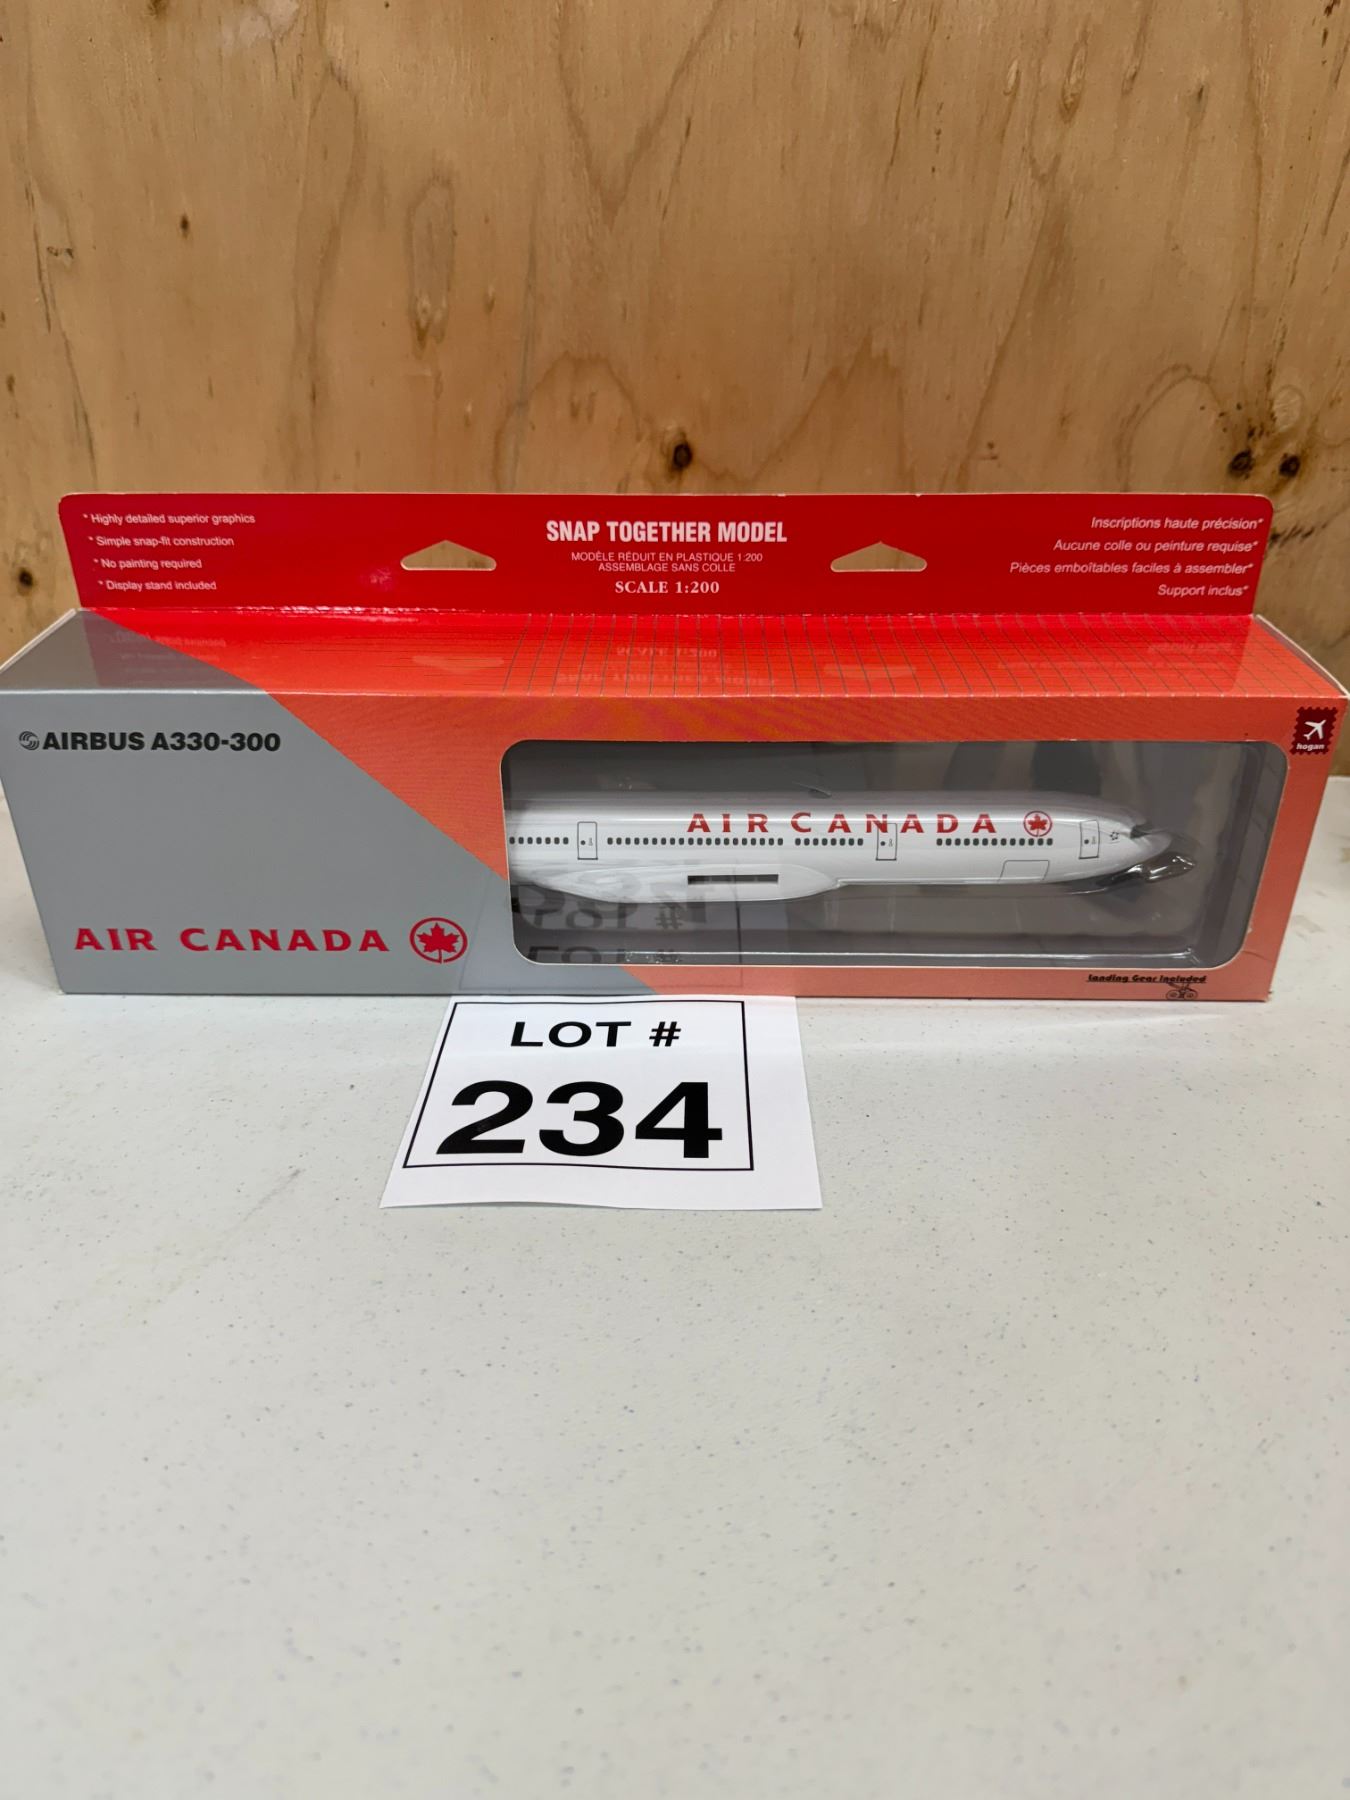 * Highly detailed superior graphics
* Simple snap-fit construction
* No painting required
* Display stand included
SNAP TOGETHER MODEL
MODÈLE RÉDUIT EN PLASTIQUE 1:200
ASSEMBLAGE SANS COLLE
SCALE 1:200
Inscriptions haute précision*
Aucune colle ou peinture requise*
Pièces emboîtables faciles à assembler*
Support inclus*
AIRBUS A330-300
hogan
AIR CANADA
AIR CANADA
Landing Gear Included
LOT #
234